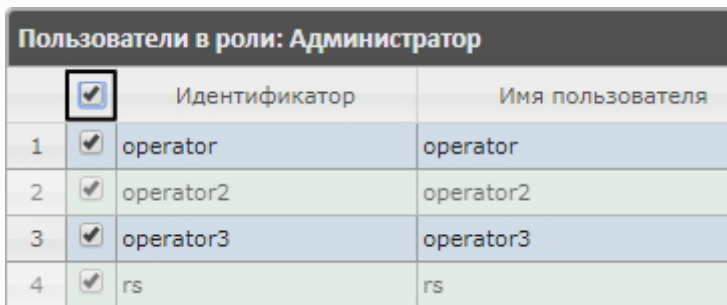 Пользователи в роли: Администратор
Идентификатор Имя пользователя
1 operator operator
2 operator2 operator2
3 operator3 operator3
4 rs rs